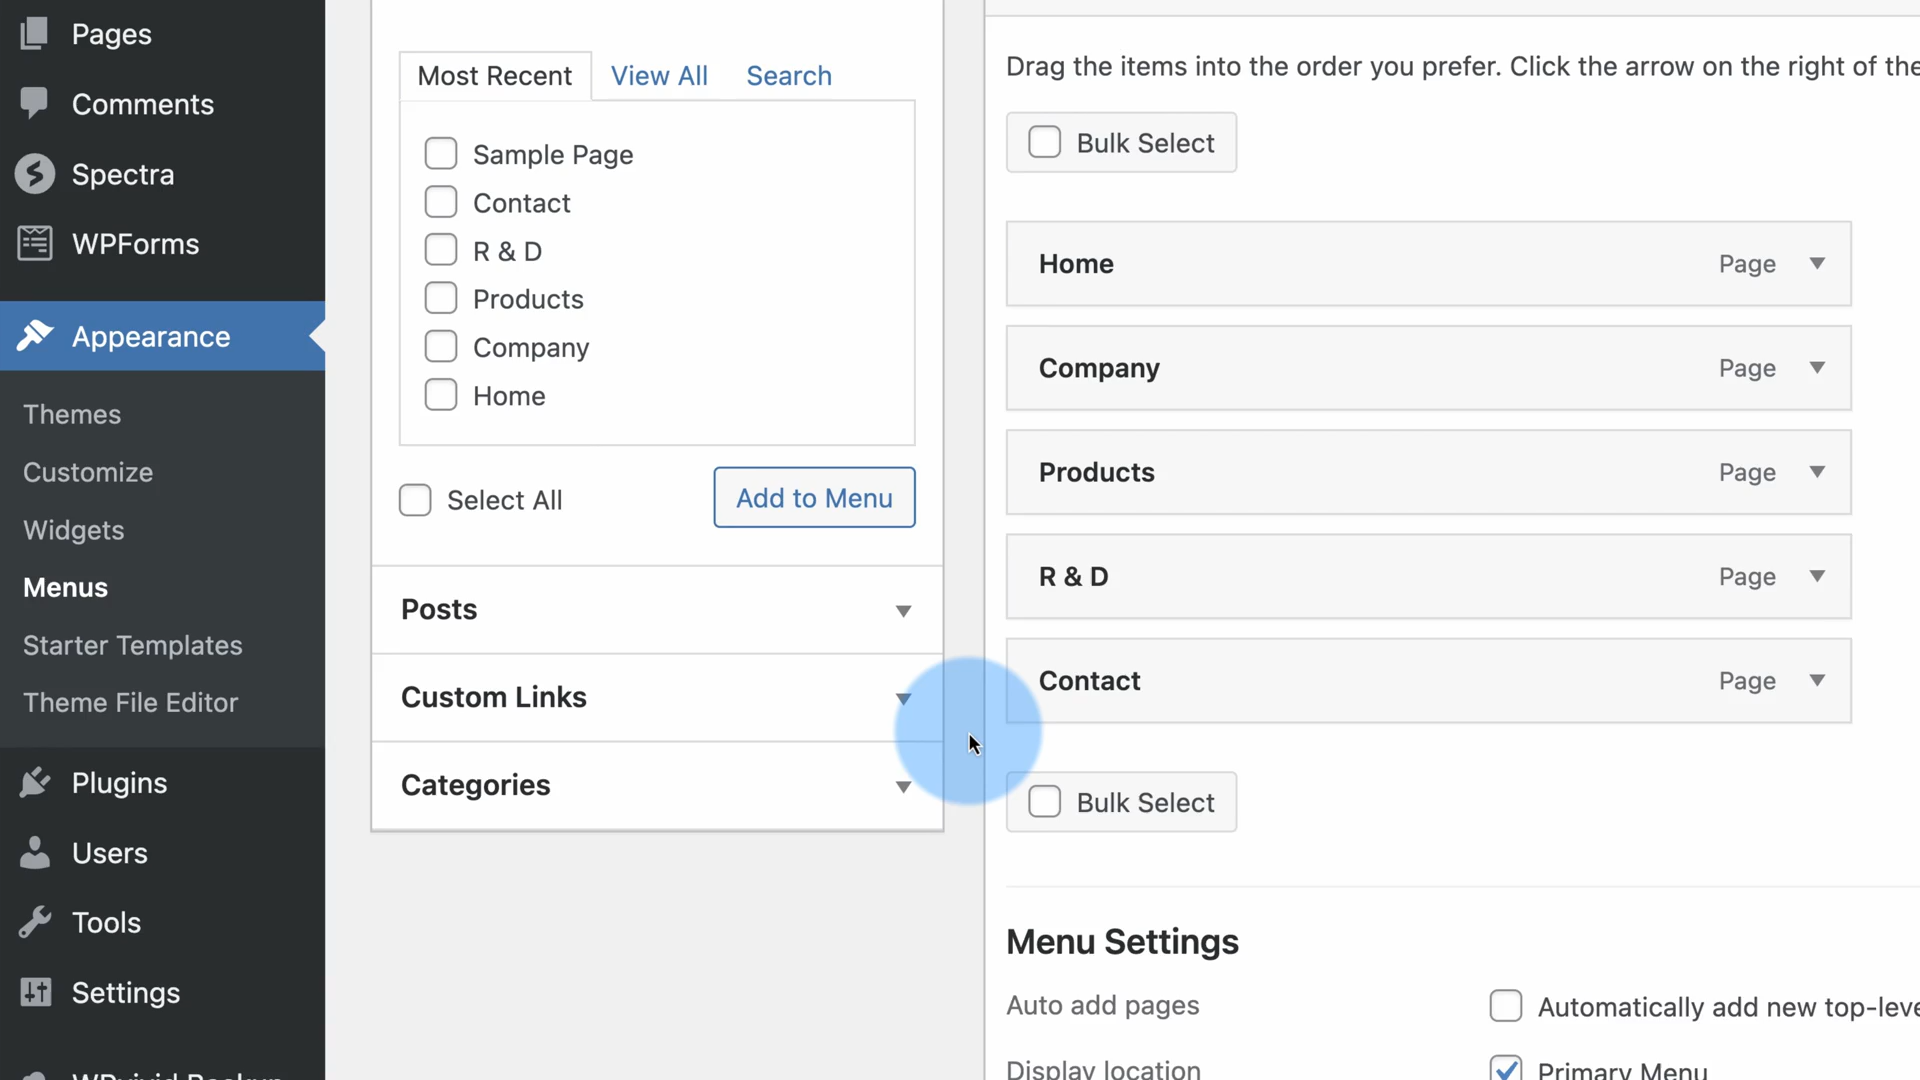 Pages
Comments
Spectra
WPForms
Appearance
Themes
Customize
Widgets
Menus
Starter Templates
Theme File Editor
Plugins
Users
Tools
Settings
Most Recent View All Search
Sample Page
Contact
R & D
Products
Company
Home
Select All Add to Menu
Posts
Custom Links
Categories
Drag the items into the order you prefer. Click the arrow on the right of the
Bulk Select
Home Page
Company Page
Products Page
R & D Page
Contact Page
Bulk Select
Menu Settings
Auto add pages Automatically add new top-leve
Display location Primary Menu